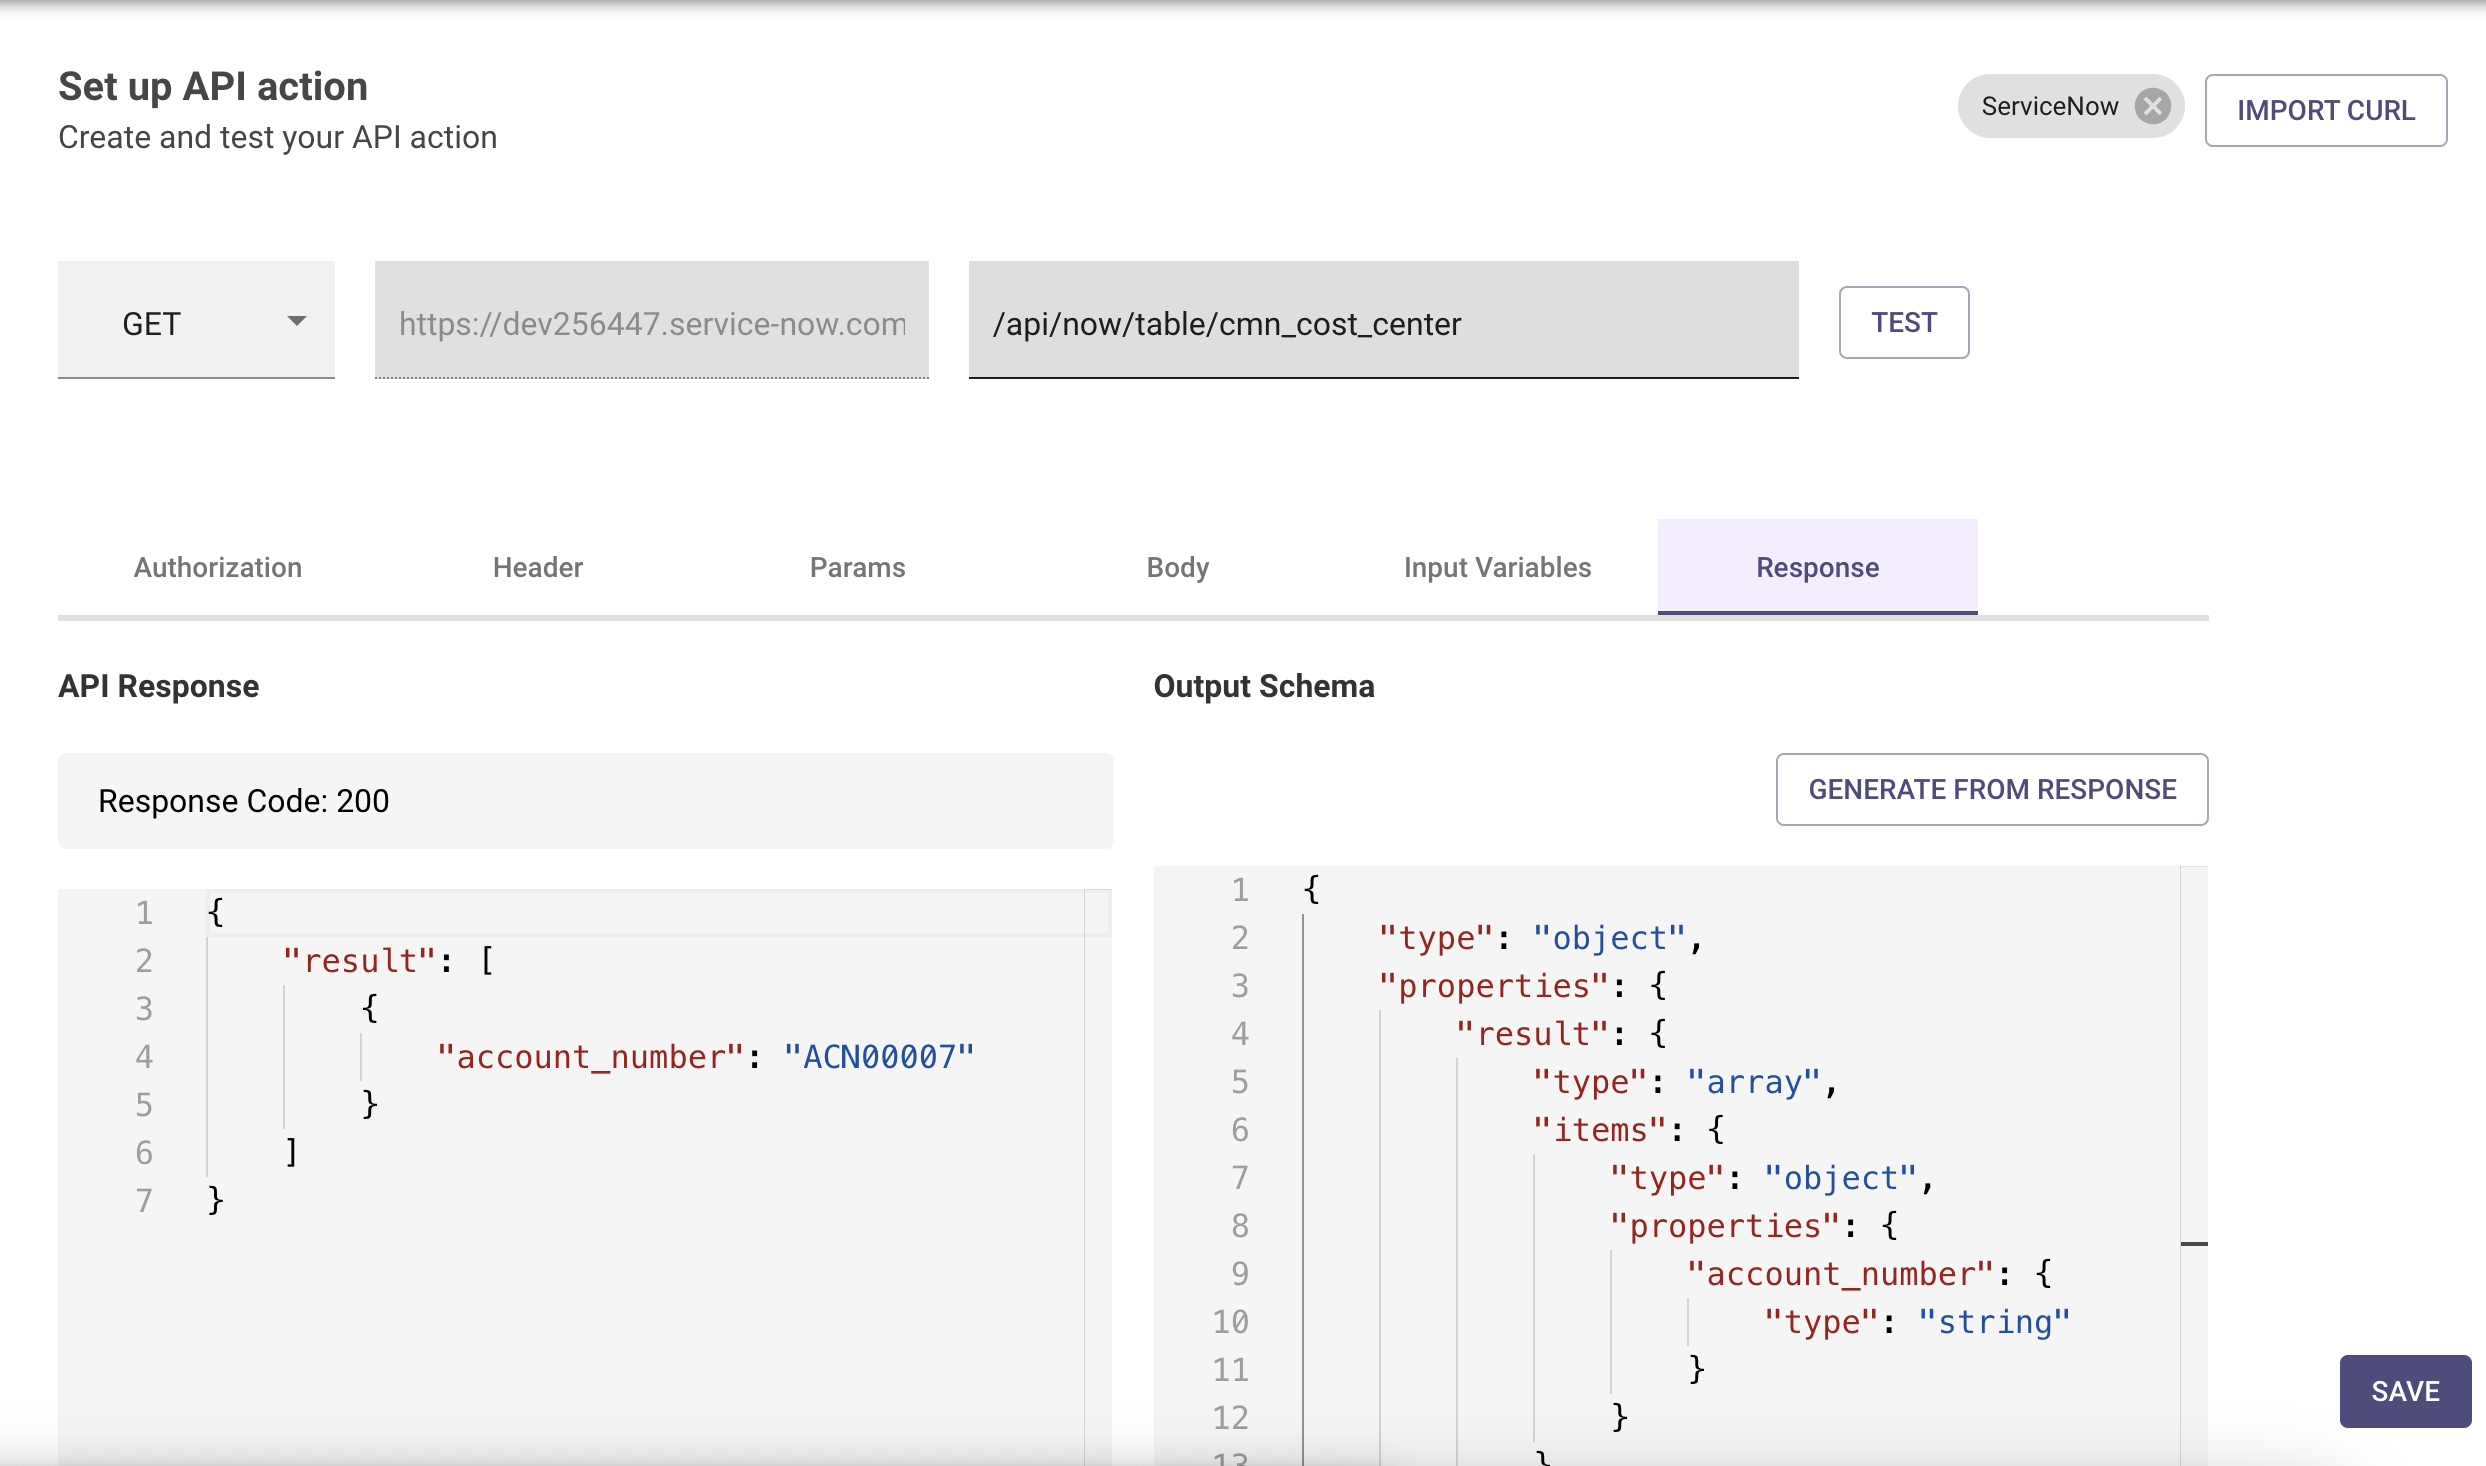 Set up API action
Create and test your API action
ServiceNow
IMPORT CURL
GET
https://dev256447.service-now.com
/api/now/table/cmn_cost_center
TEST
Authorization
Header
Params
Body
Input Variables
Response
API Response
Response Code: 200
1 {
2 "result": [
3 {
4 "account_number": "ACN00007"
5 }
6 ]
7 }
Output Schema
GENERATE FROM RESPONSE
1 {
2 "type": "object",
3 "properties": {
4 "result": {
5 "type": "array",
6 "items": {
7 "type": "object",
8 "properties": {
9 "account_number": {
10 "type": "string"
11 }
12 }
13 }
SAVE